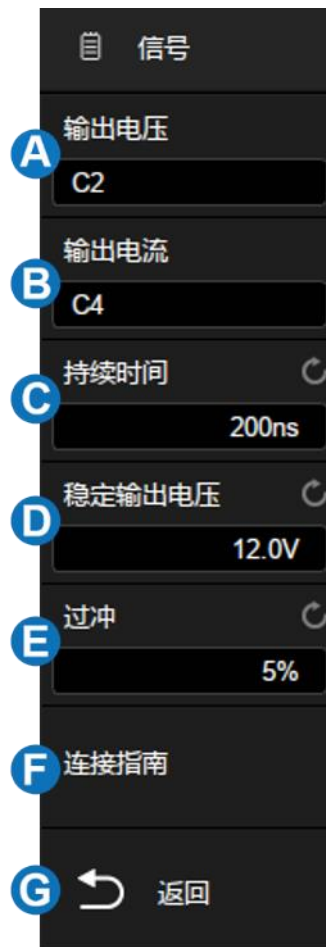 信号
A
输出电压
C2
B
输出电流
C4
C
持续时间
200ns
D
稳定输出电压
12.0V
E
过冲
5%
F
连接指南
G
返回